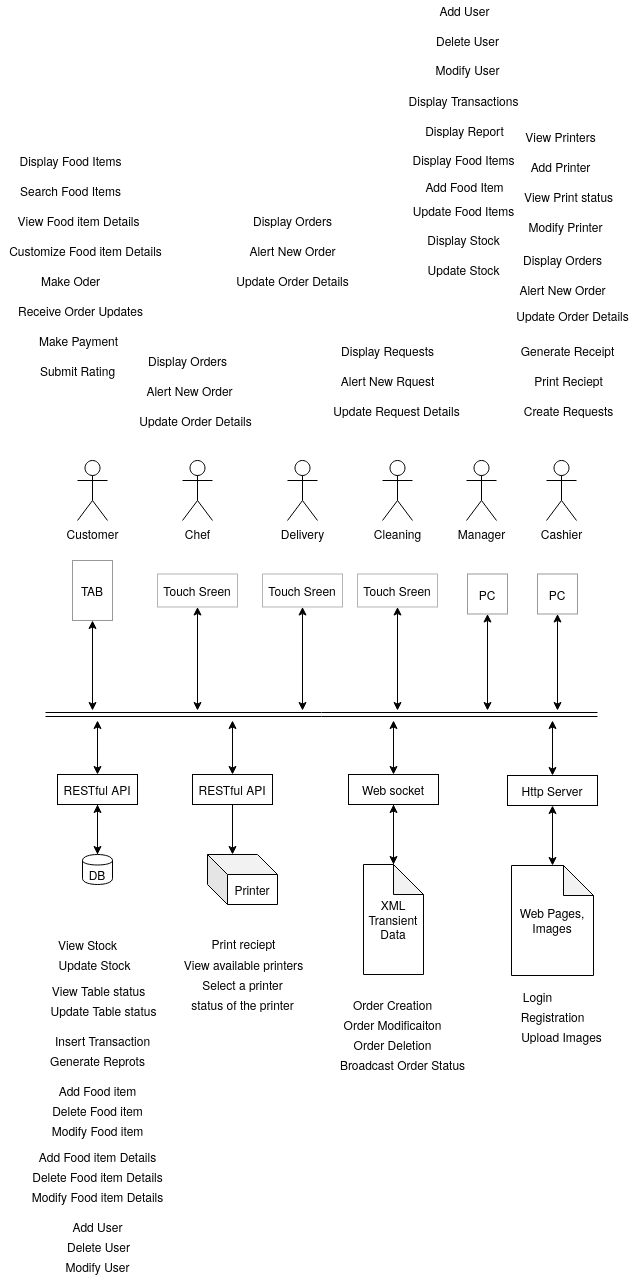 Add User
Delete User
Modify User
Display Transactions
Display Report
Display Food Items
Add Food Item
Update Food Items
Display Stock
Update Stock
View Printers
Add Printer
View Print status
Modify Printer
Display Orders
Alert New Order
Update Order Details
Generate Receipt
Print Reciept
Create Requests
Display Food Items
Search Food Items
View Food item Details
Customize Food item Details
Make Oder
Receive Order Updates
Make Payment
Submit Rating
Display Orders
Alert New Order
Update Order Details
Display Orders
Alert New Order
Update Order Details
Display Requests
Alert New Rquest
Update Request Details
Customer
Chef
Delivery
Cleaning
Manager
Cashier
TAB
Touch Sreen
Touch Sreen
Touch Sreen
PC
PC
RESTful API
RESTful API
Web socket
Http Server
DB
Printer
XML
Transient
Data
Web Pages,
Images
View Stock
Update Stock
View Table status
Update Table status
Insert Transaction
Generate Reprots
Add Food item
Delete Food item
Modify Food item
Add Food item Details
Delete Food item Details
Modify Food item Details
Add User
Delete User
Modify User
Print reciept
View available printers
Select a printer
status of the printer
Order Creation
Order Modificaiton
Order Deletion
Broadcast Order Status
Login
Registration
Upload Images